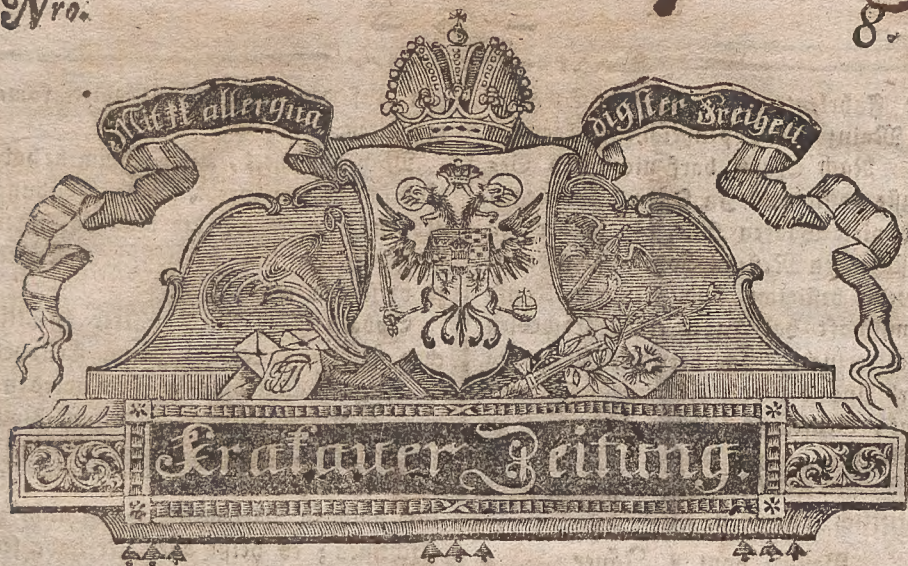 Nro. 8.
Mit K allergnä digster Freiheit.
Krakauer Zeitung.